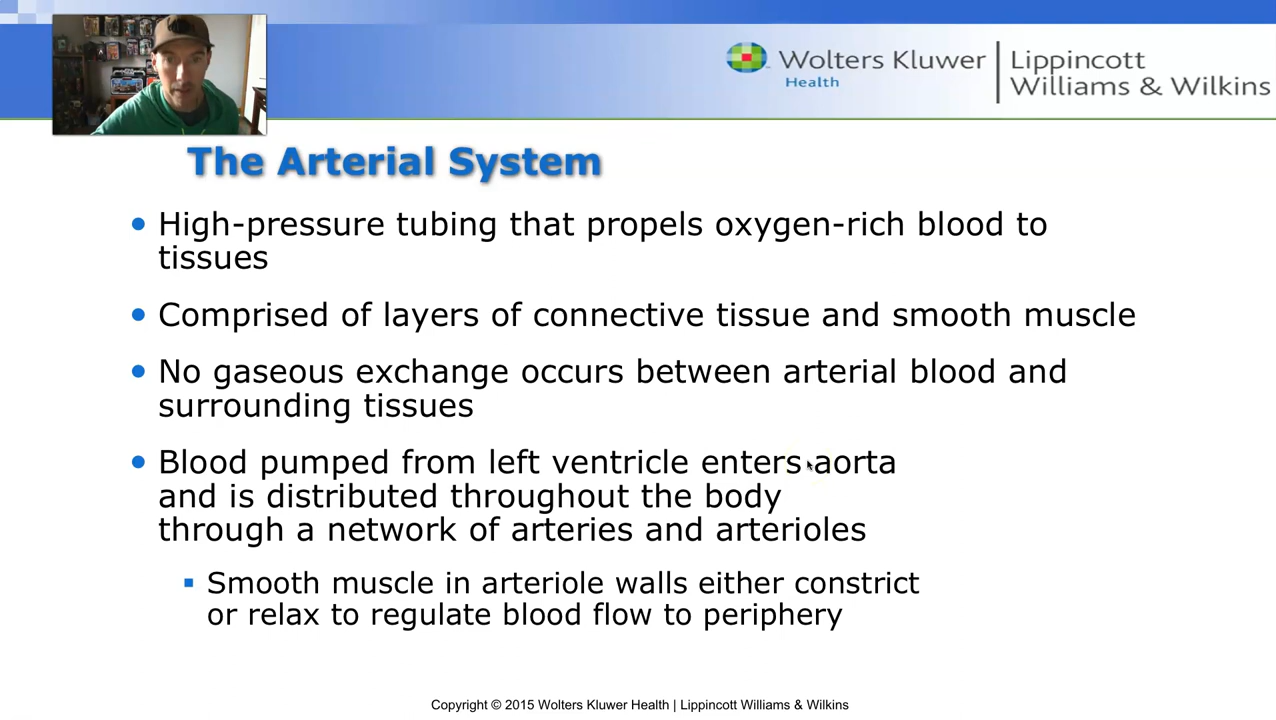 Wolters Kluwer
Health
Lippincott
Williams & Wilkins
The Arterial System
• High-pressure tubing that propels oxygen-rich blood to
tissues
• Comprised of layers of connective tissue and smooth muscle
• No gaseous exchange occurs between arterial blood and
surrounding tissues
• Blood pumped from left ventricle enters aorta
and is distributed throughout the body
through a network of arteries and arterioles
▪ Smooth muscle in arteriole walls either constrict
or relax to regulate blood flow to periphery
Copyright © 2015 Wolters Kluwer Health | Lippincott Williams & Wilkins